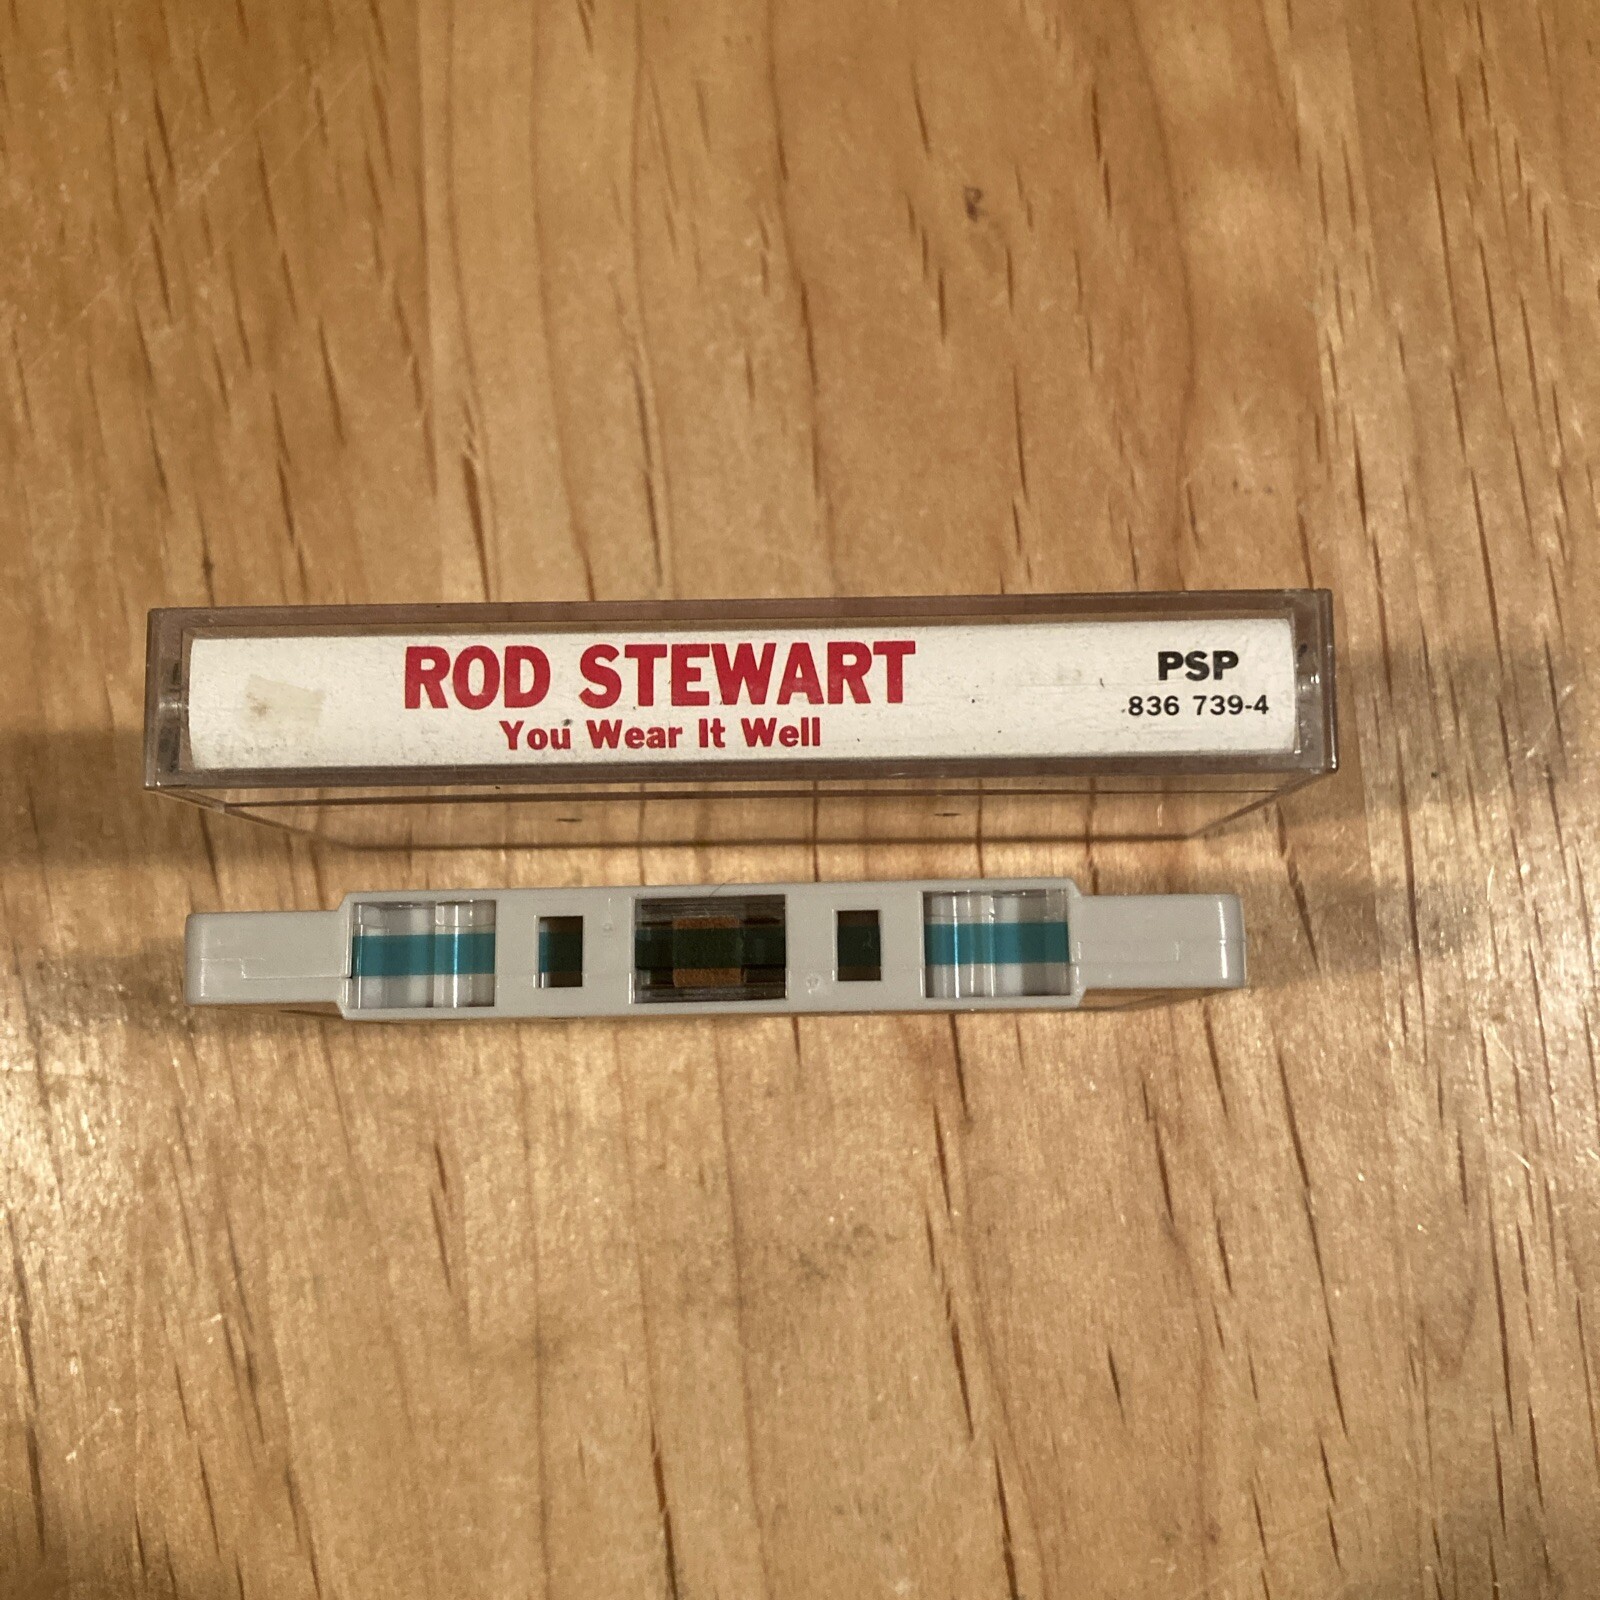 ROD STEWART
You Wear It Well
PSP
836 739-4